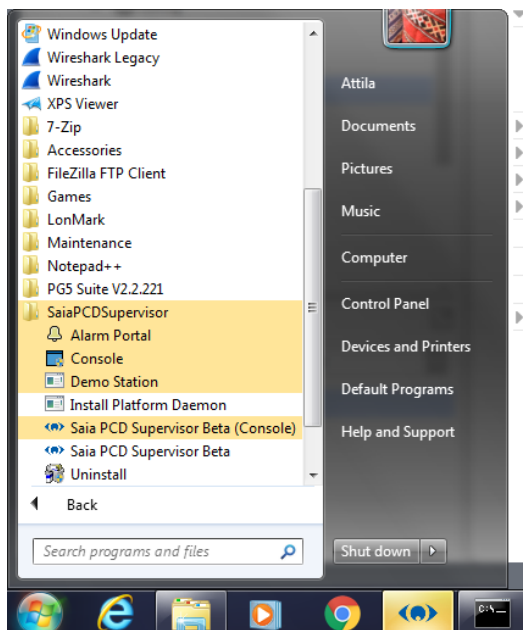 Windows Update
Wireshark Legacy
Wireshark
XPS Viewer
7-Zip
Accessories
FileZilla FTP Client
Games
LonMark
Maintenance
Notepad++
PG5 Suite V2.2.221
SaiaPCDSupervisor
Alarm Portal
Console
Demo Station
Install Platform Daemon
Saia PCD Supervisor Beta (Console)
Saia PCD Supervisor Beta
Uninstall
Back
Search programs and files
Attila
Documents
Pictures
Music
Computer
Control Panel
Devices and Printers
Default Programs
Help and Support
Shut down
C:\_